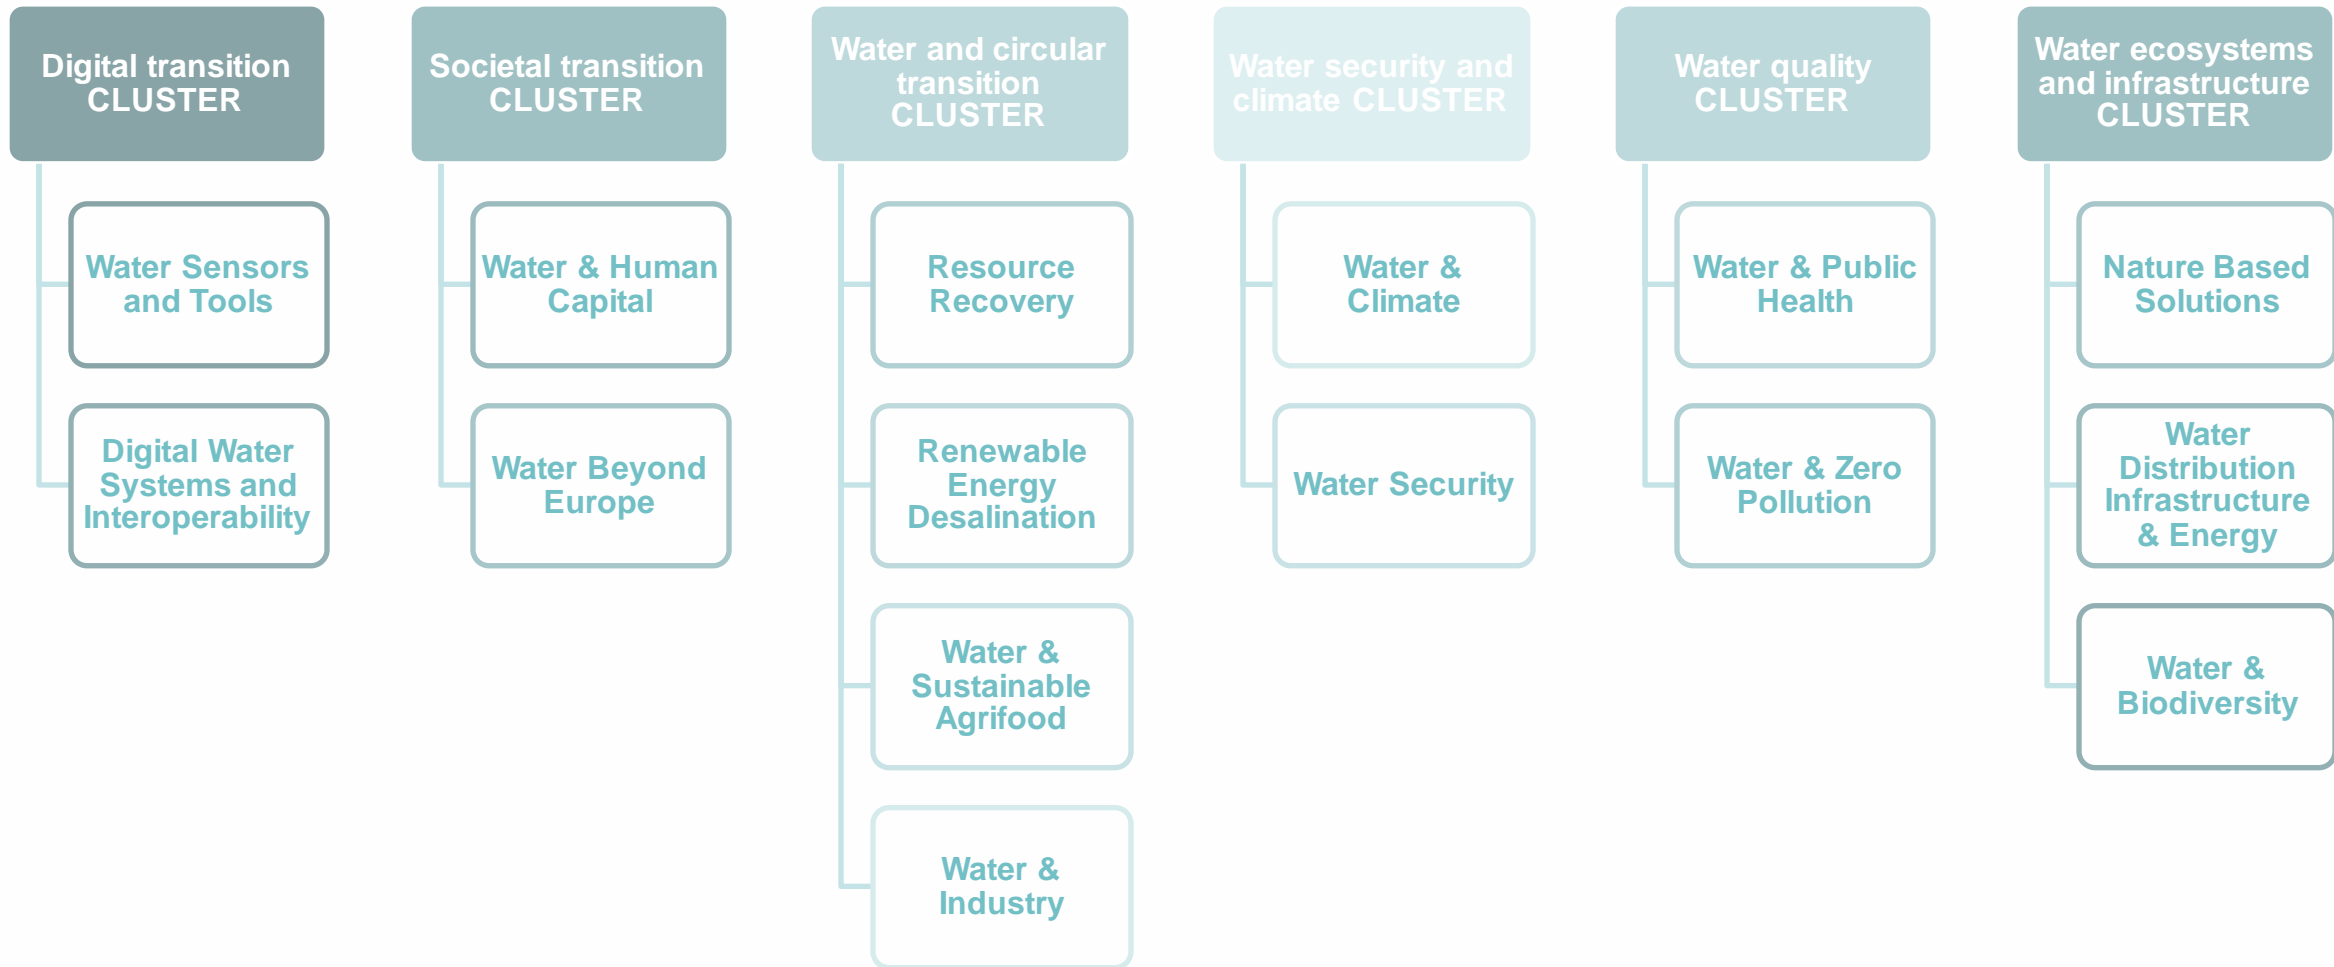 Digital transition
CLUSTER
Water Sensors
and Tools
Digital Water
Systems and
Interoperability
Societal transition
CLUSTER
Water & Human
Capital
Water Beyond
Europe
Water and circular
transition
CLUSTER
Resource
Recovery
Renewable
Energy
Desalination
Water &
Sustainable
Agrifood
Water &
Industry
Water security and
climate CLUSTER
Water &
Climate
Water Security
Water quality
CLUSTER
Water & Public
Health
Water & Zero
Pollution
Water ecosystems
and infrastructure
CLUSTER
Nature Based
Solutions
Water
Distribution
Infrastructure
& Energy
Water &
Biodiversity